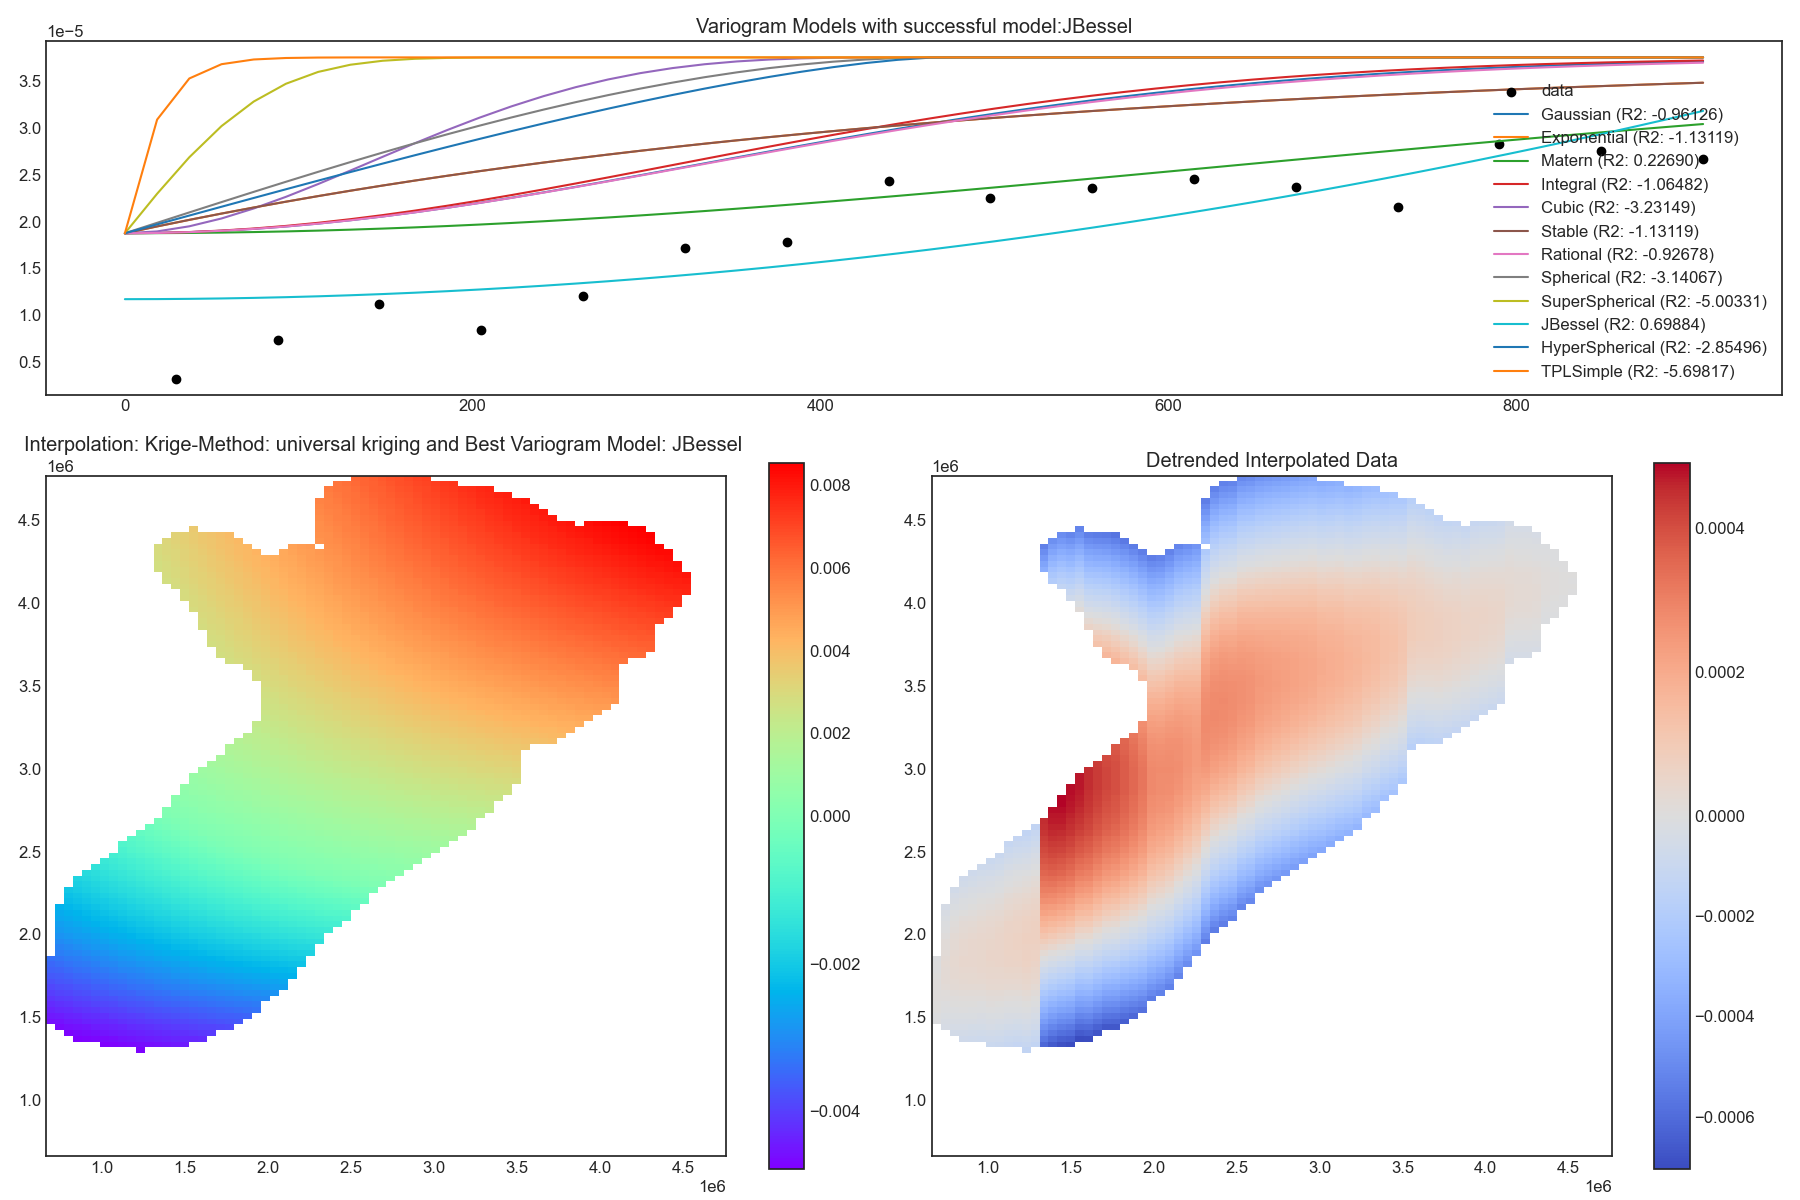 Variogram Models with successful model:JBessel
1e−5
3.5
3.0
2.5
2.0
1.5
1.0
0.5
0
200
400
600
800
data
Gaussian (R2: -0.96126)
Exponential (R2: -1.13119)
Matern (R2: 0.22690)
Integral (R2: -1.06482)
Cubic (R2: -3.23149)
Stable (R2: -1.13119)
Rational (R2: -0.92678)
Spherical (R2: -3.14067)
SuperSpherical (R2: -5.00331)
JBessel (R2: 0.69884)
HyperSpherical (R2: -2.85496)
TPLSimple (R2: -5.69817)
Interpolation: Krige-Method: universal kriging and Best Variogram Model: JBessel
1e6
4.5
4.0
3.5
3.0
2.5
2.0
1.5
1.0
1.0
1.5
2.0
2.5
3.0
3.5
4.0
4.5
1e6
0.008
0.006
0.004
0.002
0.000
−0.002
−0.004
Detrended Interpolated Data
1e6
4.5
4.0
3.5
3.0
2.5
2.0
1.5
1.0
1.0
1.5
2.0
2.5
3.0
3.5
4.0
4.5
1e6
0.0004
0.0002
0.0000
−0.0002
−0.0004
−0.0006